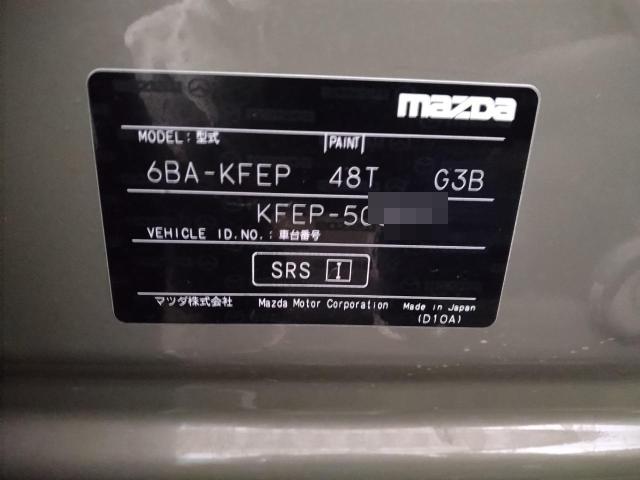 mazda
MODEL:型式 PAINT
6BA-KFEP 48T G3B
KFEP-50
VEHICLE ID.NO.:車台番号
SRS I
マツダ株式会社 Mazda Motor Corporation Made in Japan
(D10A)